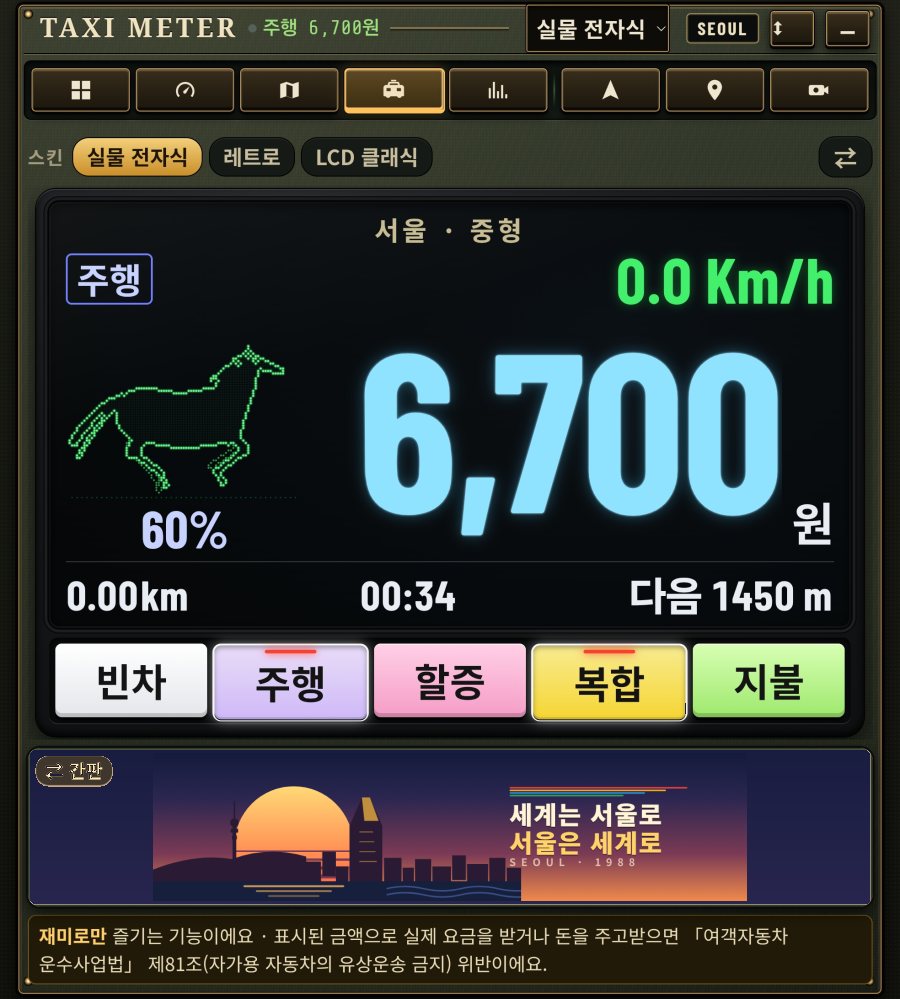 TAXI METER 주행 6,700원 실물 전자식 SEOUL
스킨 실물 전자식 레트로 LCD 클래식
서울 · 중형
주행 0.0 Km/h
6,700 원
60%
0.00km 00:34 다음 1450 m
빈차 주행 할증 복합 지불
간판
세계는 서울로
서울은 세계로
SEOUL · 1988
재미로만 즐기는 기능이에요 · 표시된 금액으로 실제 요금을 받거나 돈을 주고받으면 「여객자동차
운수사업법」 제81조(자가용 자동차의 유상운송 금지) 위반이에요.